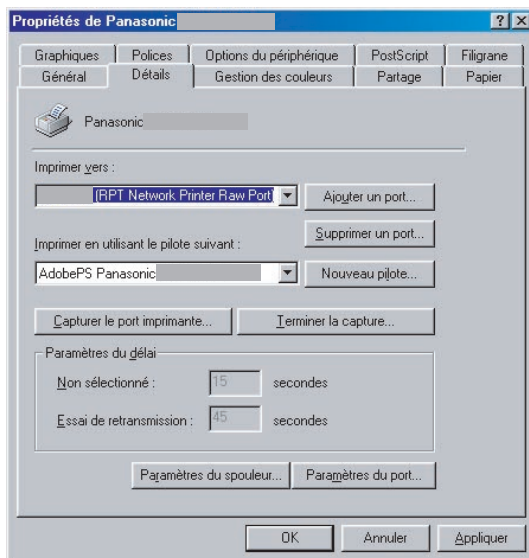 Propriétés de Panasonic
Graphiques Polices Options du périphérique PostScript Filigrane
Général Détails Gestion des couleurs Partage Papier
Panasonic
Imprimer vers :
(RPT Network Printer Raw Port) Ajouter un port...
Supprimer un port...
Imprimer en utilisant le pilote suivant :
AdobePS Panasonic Nouveau pilote...
Capturer le port imprimante... Terminer la capture...
Paramètres du délai
Non sélectionné : 15 secondes
Essai de retransmission : 45 secondes
Paramètres du spouleur... Paramètres du port...
OK Annuler Appliquer